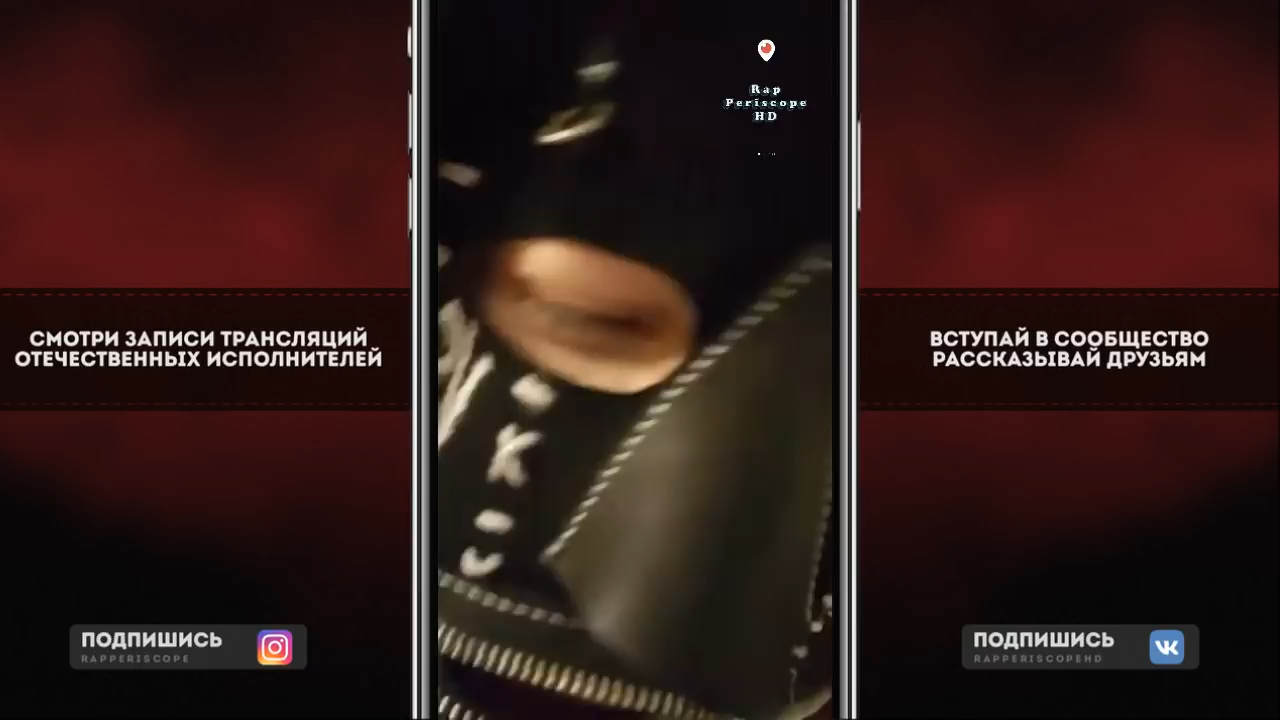 Rap
Periscope
HD
СМОТРИ ЗАПИСИ ТРАНСЛЯЦИЙ
ОТЕЧЕСТВЕННЫХ ИСПОЛНИТЕЛЕЙ
ВСТУПАЙ В СООБЩЕСТВО
РАССКАЗЫВАЙ ДРУЗЬЯМ
ПОДПИШИСЬ
RAPPERISCOPE
ПОДПИШИСЬ
RAPPERISCOPEHD